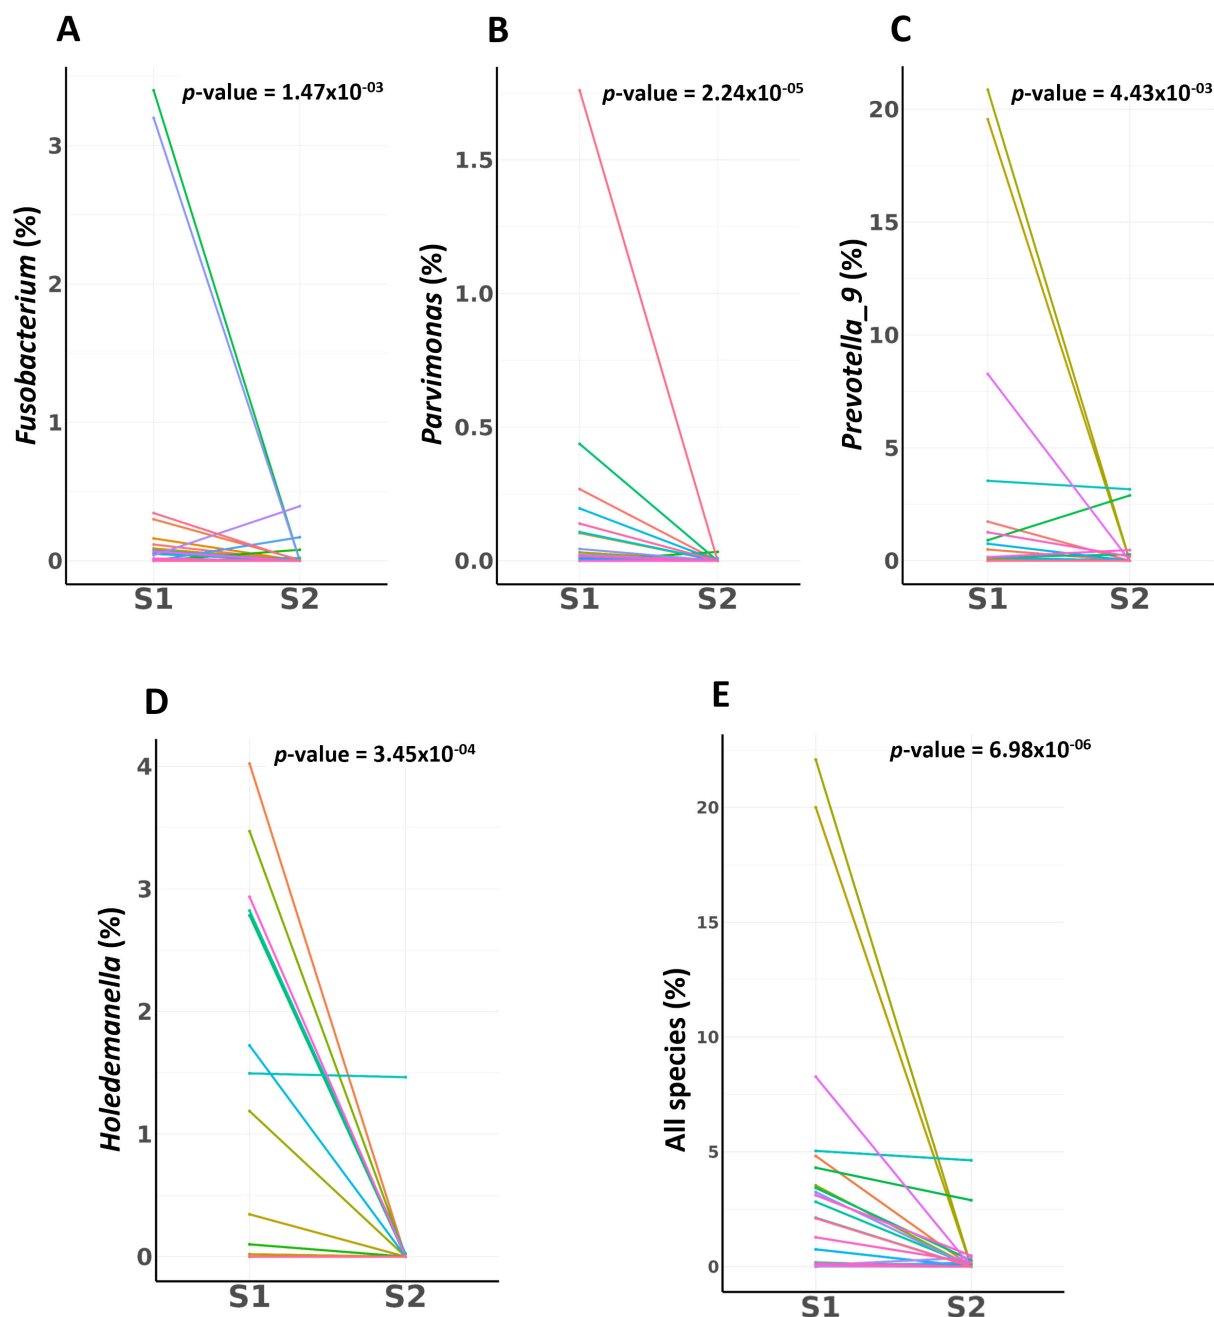 A
p-value = 1.47x10⁻⁰³
Fusobacterium (%)
3
2
1
0
S1 S2
B
p-value = 2.24x10⁻⁰⁵
Parvimonas (%)
1.5
1.0
0.5
0.0
S1 S2
C
p-value = 4.43x10⁻⁰³
Prevotella_9 (%)
20
15
10
5
0
S1 S2
D
p-value = 3.45x10⁻⁰⁴
Holedemanella (%)
4
3
2
1
0
S1 S2
E
p-value = 6.98x10⁻⁰⁶
All species (%)
20
15
10
5
0
S1 S2